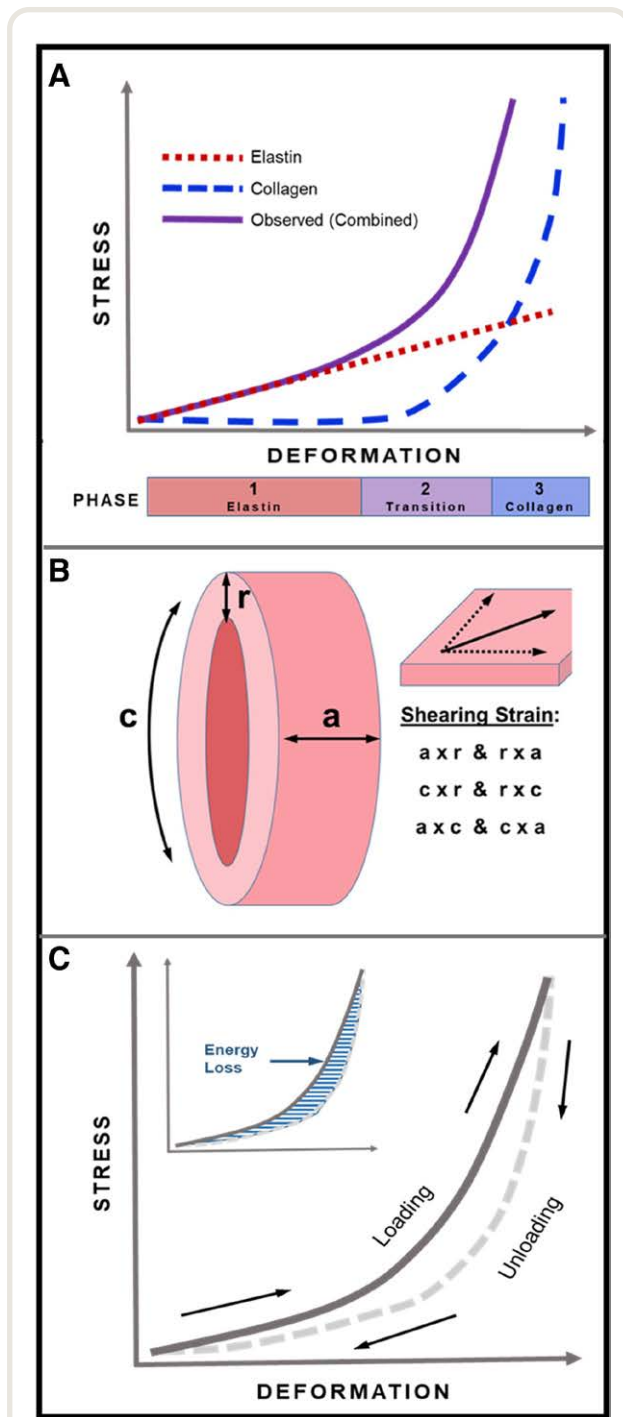 A
Elastin
Collagen
Observed (Combined)
STRESS
DEFORMATION
PHASE
1
Elastin
2
Transition
3
Collagen
B
r
c
a
Shearing Strain:
a x r & r x a
c x r & r x c
a x c & c x a
C
Energy
Loss
STRESS
Loading
Unloading
DEFORMATION